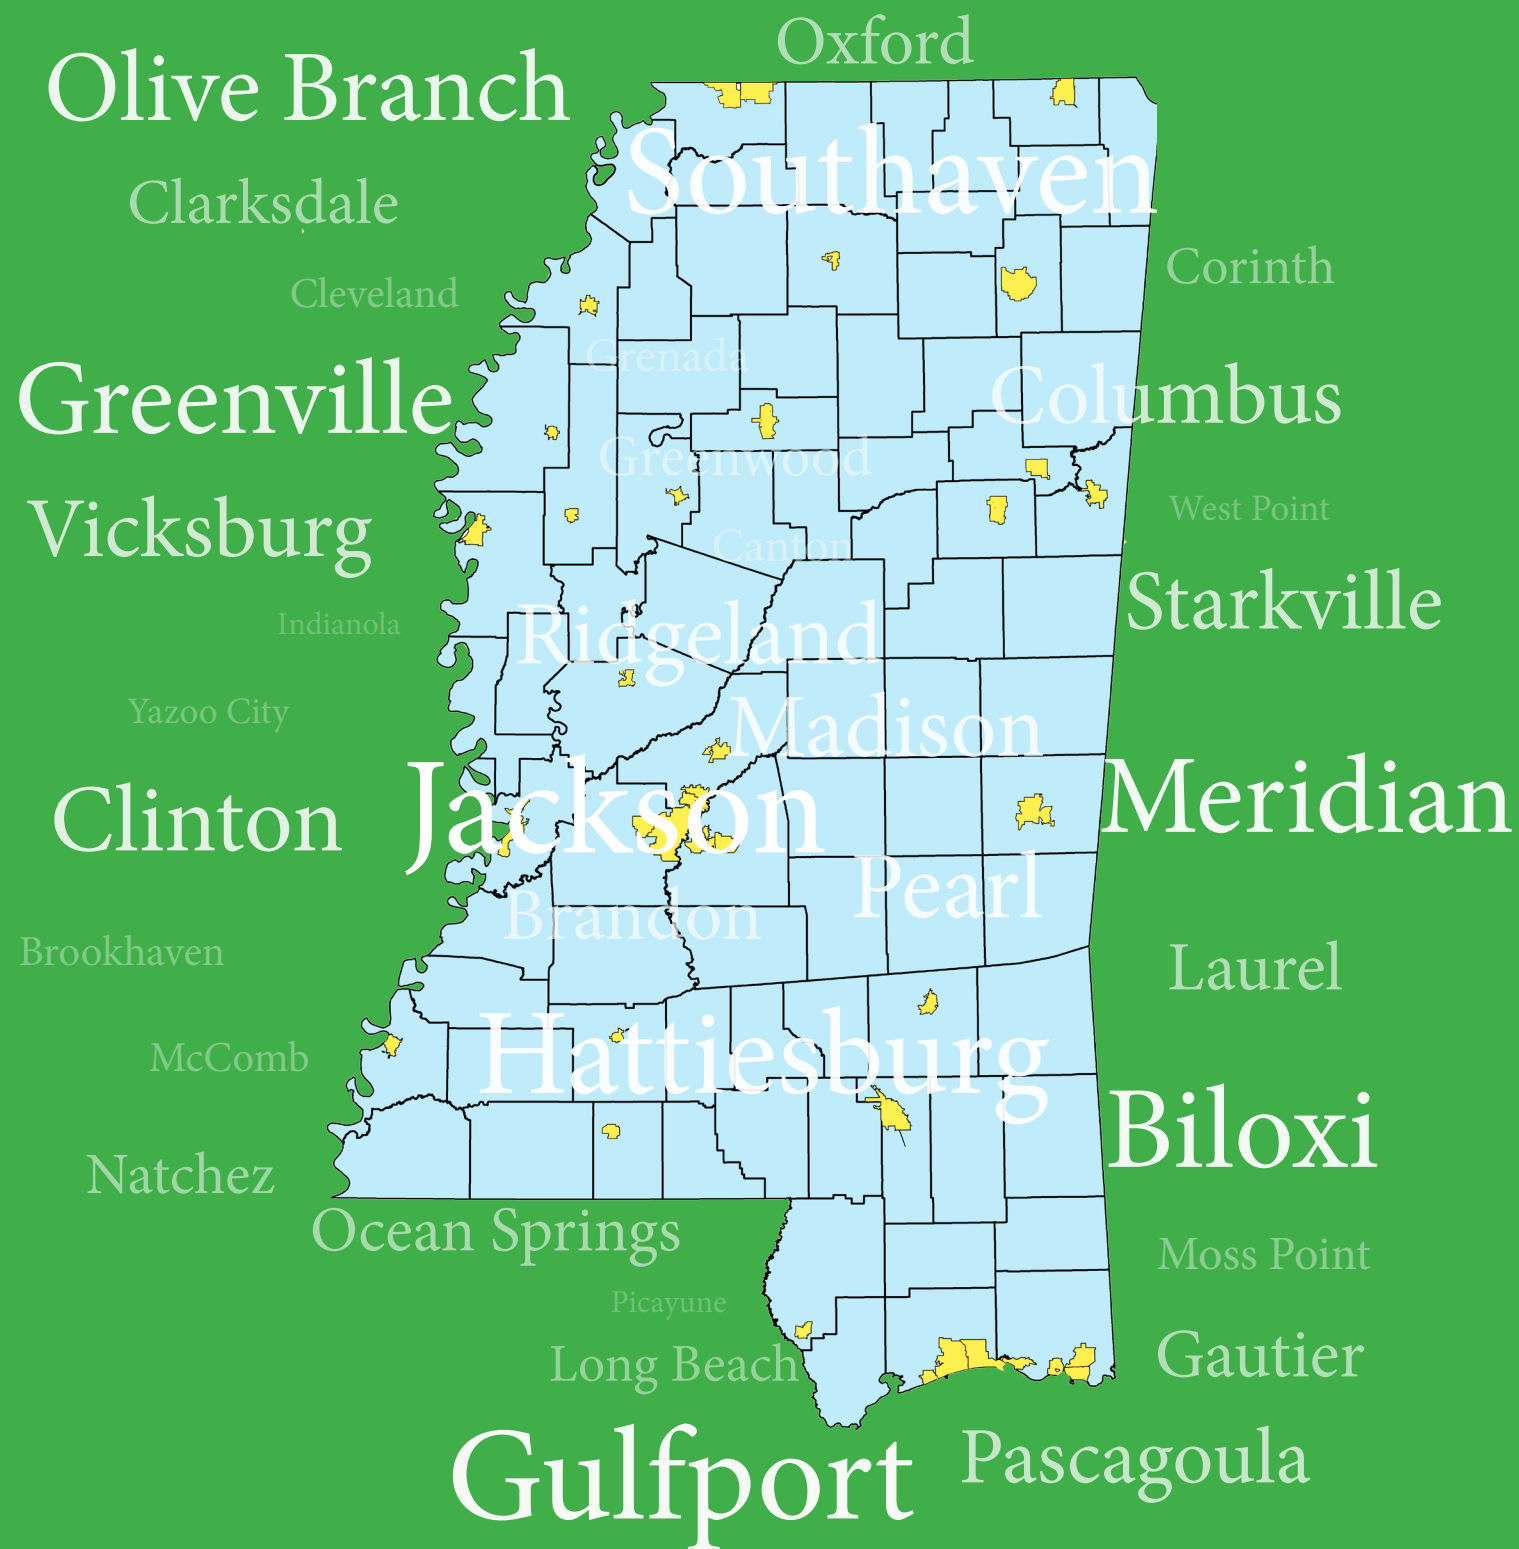 Oxford
Olive Branch
Southaven
Clarksdale
Corinth
Cleveland
Grenada
Greenville
Columbus
Greenwood
Vicksburg
West Point
Canton
Starkville
Indianola
Ridgeland
Yazoo City
Madison
Meridian
Clinton
Jackson
Pearl
Brandon
Brookhaven
Laurel
McComb
Hattiesburg
Biloxi
Natchez
Ocean Springs
Moss Point
Picayune
Long Beach
Gautier
Gulfport
Pascagoula